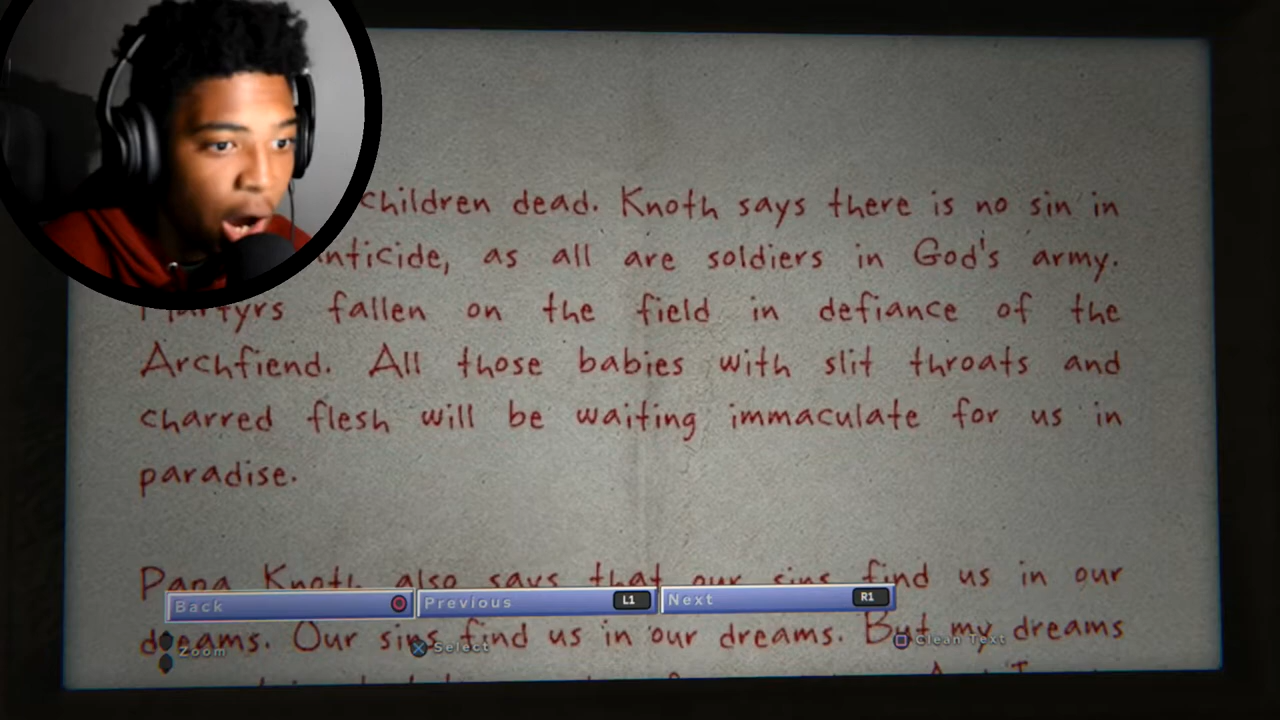 children dead. Knoth says there is no sin in
as all are soldiers in God's army.
Martyrs fallen on the field in defiance of the
Archfiend. All those babies with slit throats and
charred flesh will be waiting immaculate for us in
paradise.
Papa Knoth also says that our sins find us in our
dreams. Our sins find us in our dreams. But my dreams
Back
Previous L1
Next R1
Zoom
Select
Clean Text